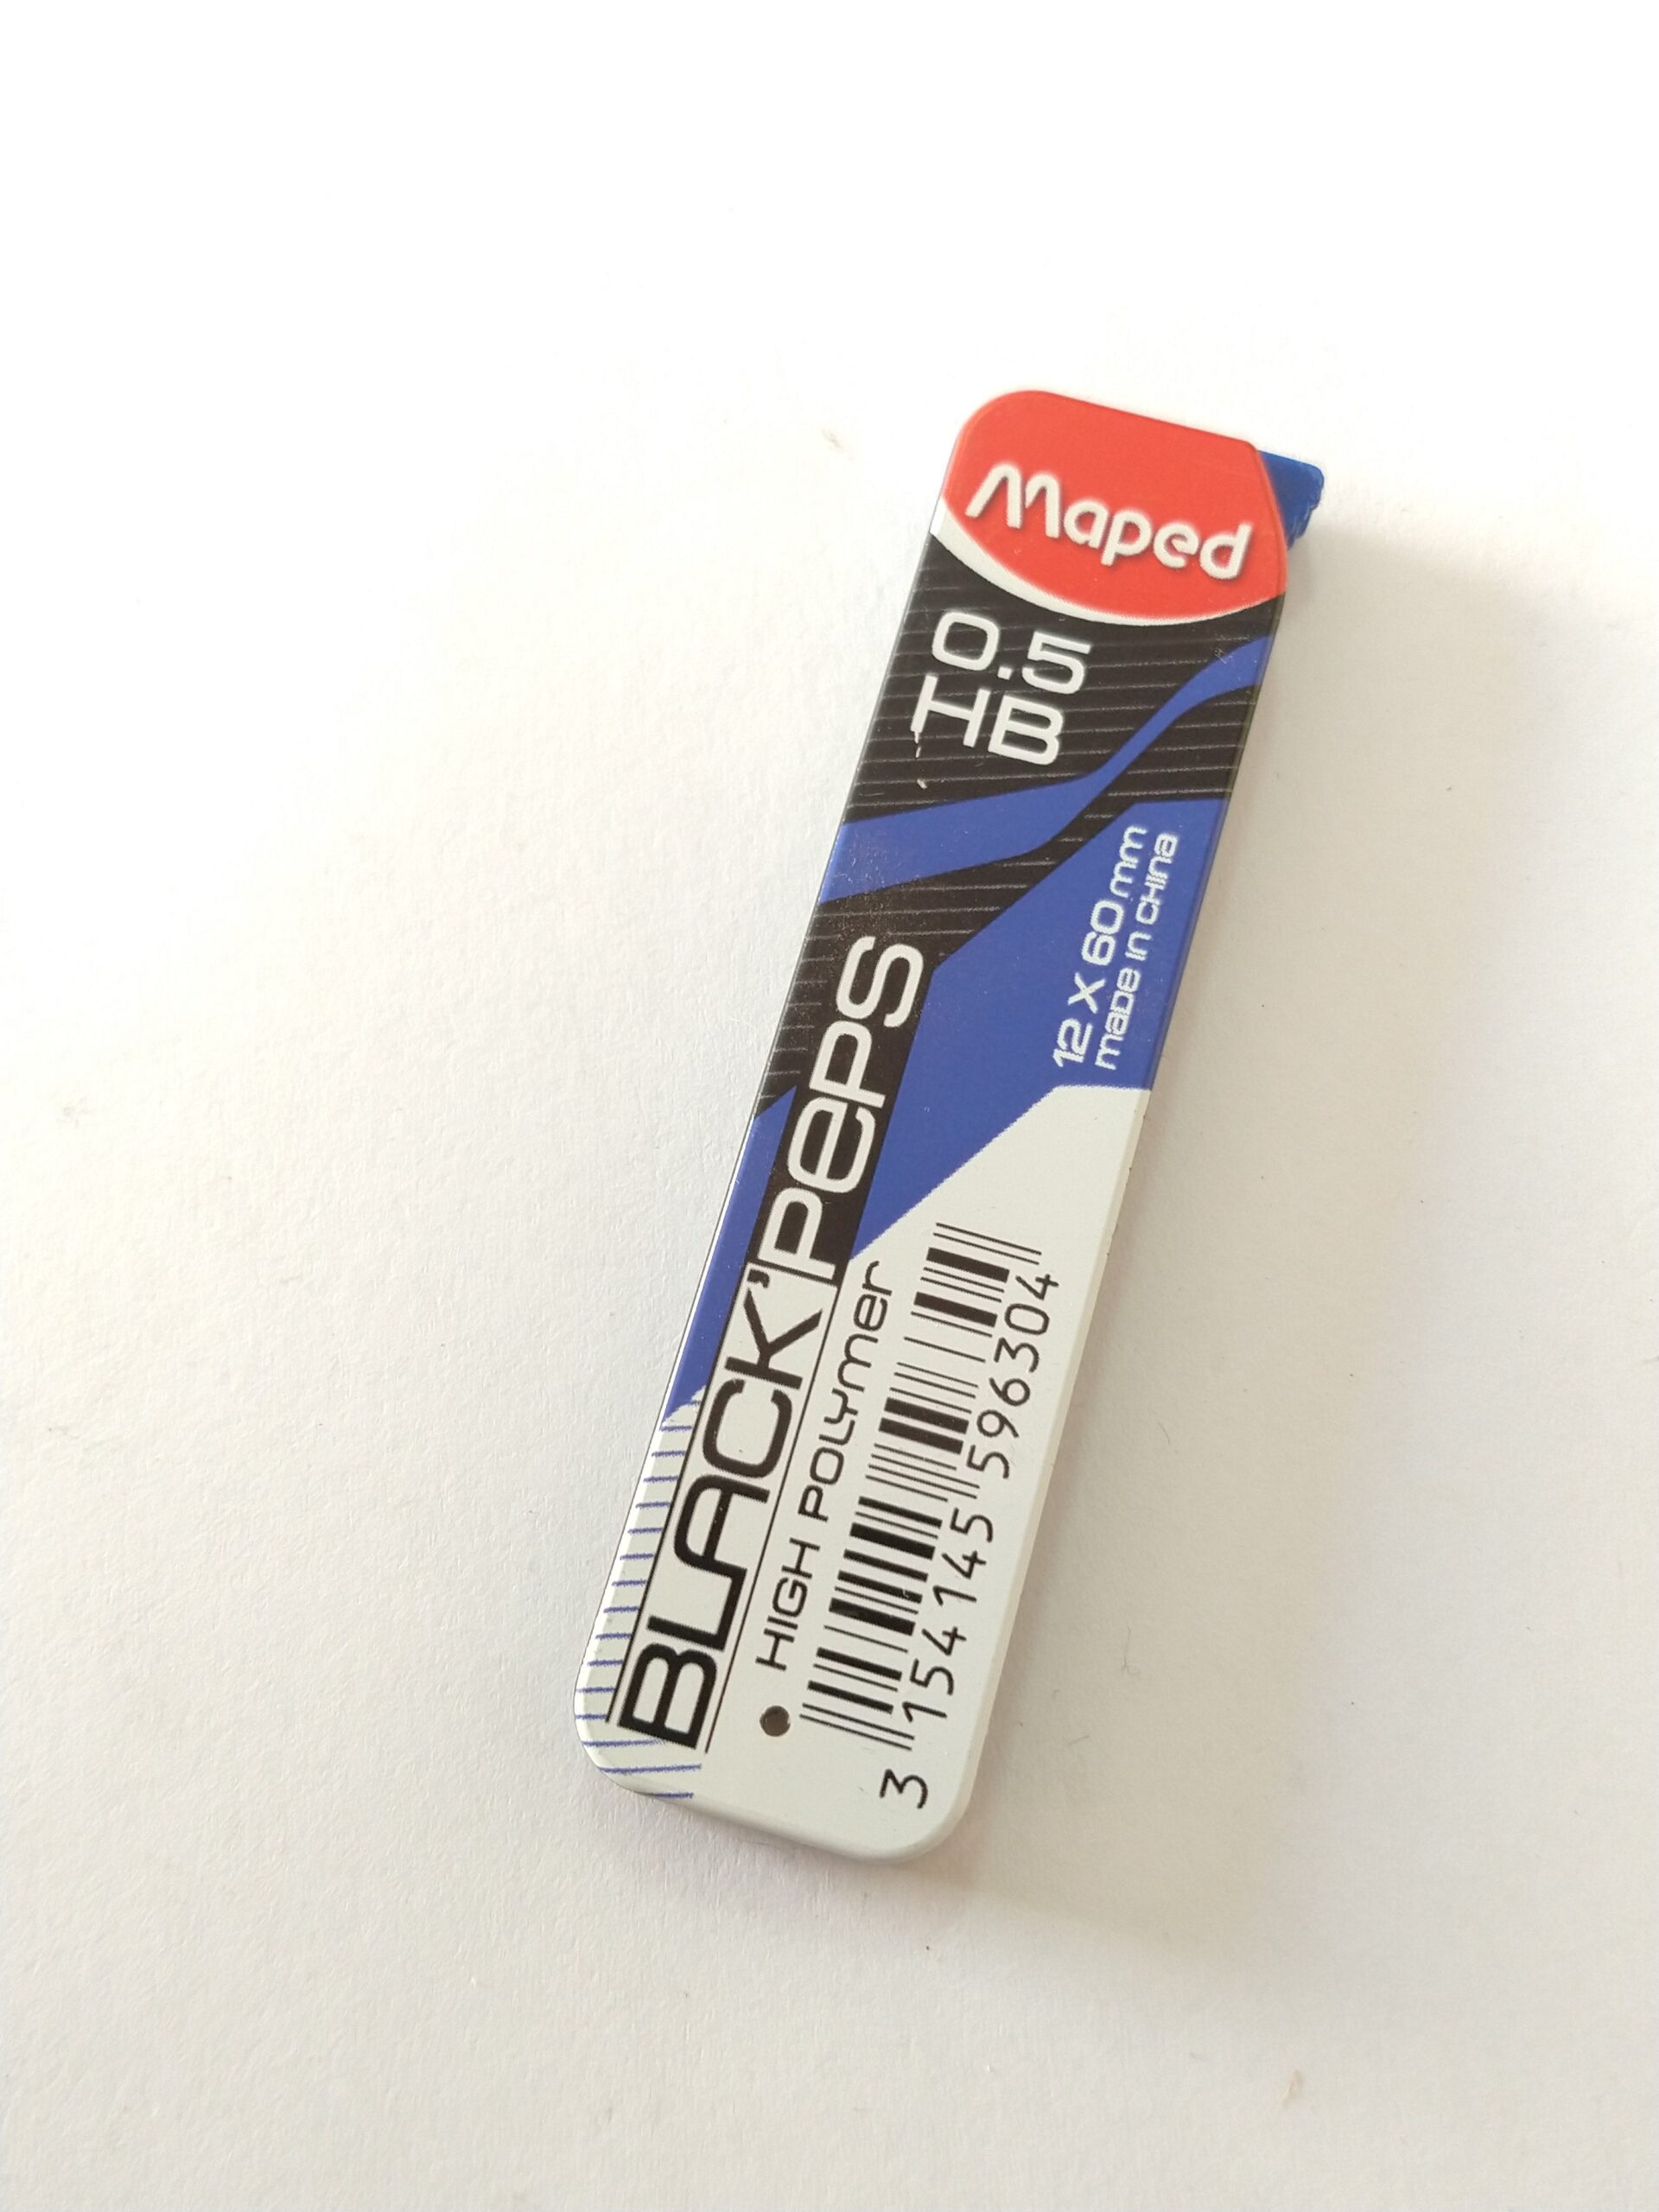 Maped
0.5
HB
12 X 60 mm
made in china
BLACK'PePS
HIGH POLYmer
3 154145 596304